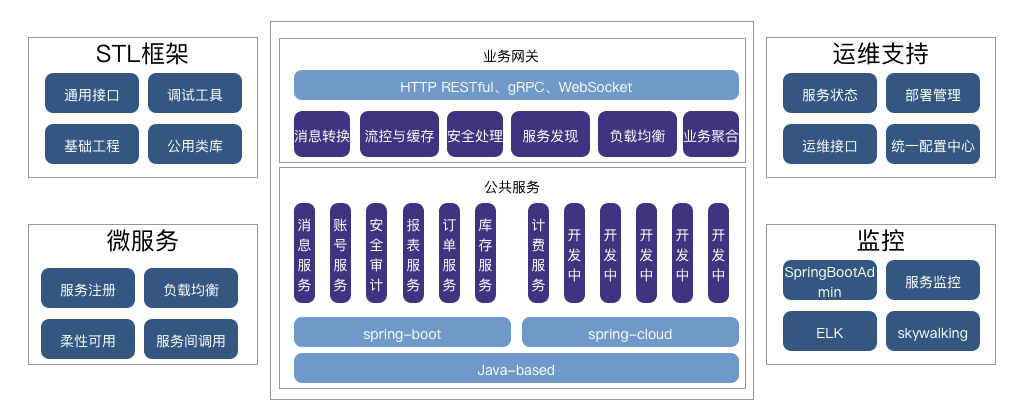 STL框架
通用接口
调试工具
基础工程
公用类库
微服务
服务注册
负载均衡
柔性可用
服务间调用
业务网关
HTTP RESTful、gRPC、WebSocket
消息转换
流控与缓存
安全处理
服务发现
负载均衡
业务聚合
公共服务
消息服务
账号服务
安全审计
报表服务
订单服务
库存服务
计费服务
开发中
开发中
开发中
开发中
开发中
spring-boot
spring-cloud
Java-based
运维支持
服务状态
部署管理
运维接口
统一配置中心
监控
SpringBootAd
min
服务监控
ELK
skywalking